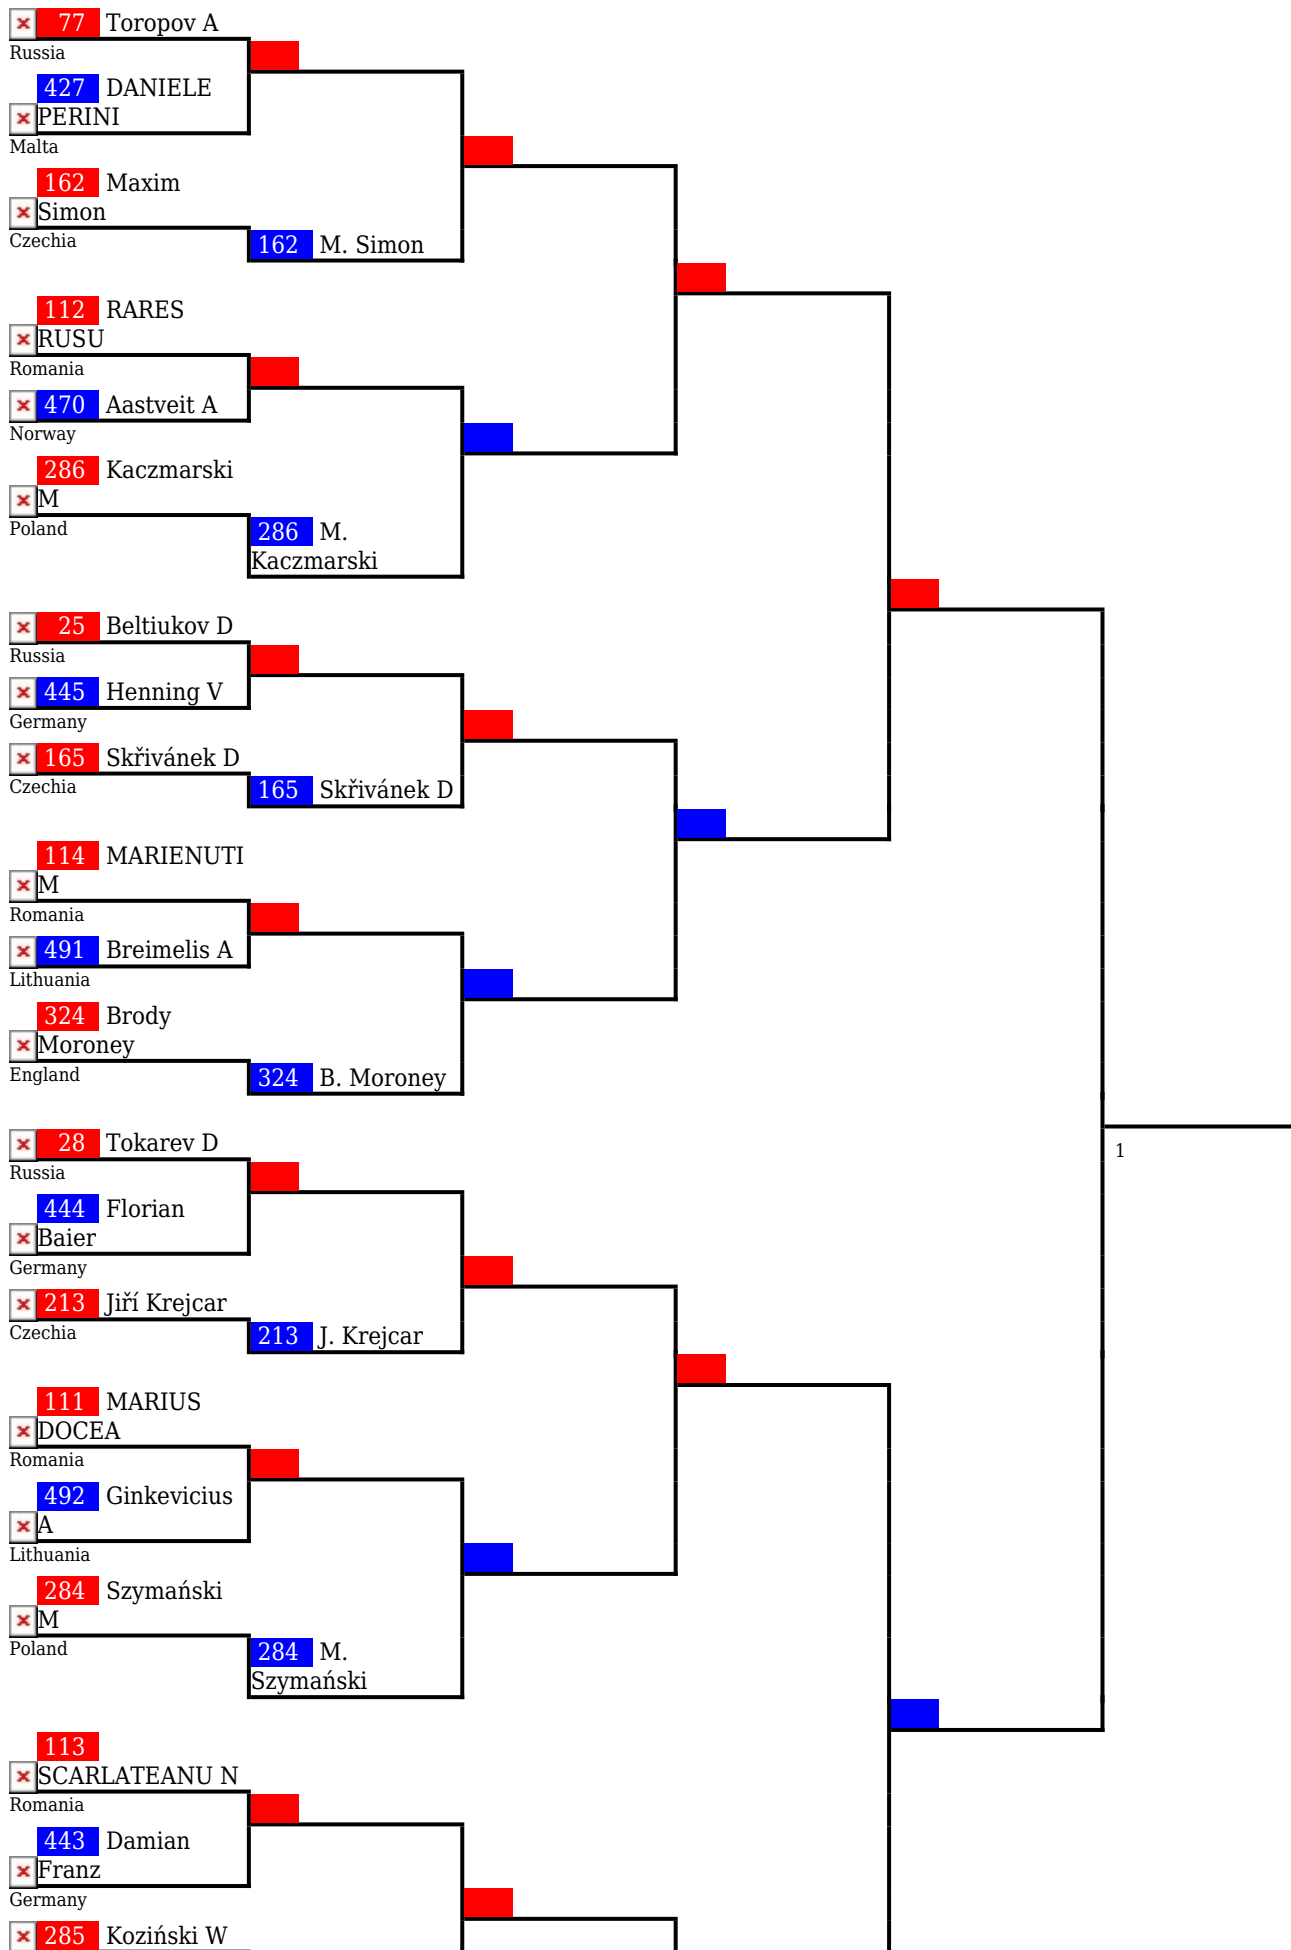 77 Toropov A
Russia
427 DANIELE
PERINI
Malta
162 Maxim
Simon
Czechia
162 M. Simon
112 RARES
RUSU
Romania
470 Aastveit A
Norway
286 Kaczmarski
M
Poland
286 M.
Kaczmarski
25 Beltiukov D
Russia
445 Henning V
Germany
165 Skřivánek D
Czechia
165 Skřivánek D
114 MARIENUTI
M
Romania
491 Breimelis A
Lithuania
324 Brody
Moroney
England
324 B. Moroney
28 Tokarev D
Russia
444 Florian
Baier
Germany
213 Jiří Krejcar
Czechia
213 J. Krejcar
111 MARIUS
DOCEA
Romania
492 Ginkevicius
A
Lithuania
284 Szymański
M
Poland
284 M.
Szymański
113
SCARLATEANU N
Romania
443 Damian
Franz
Germany
285 Koziński W
1